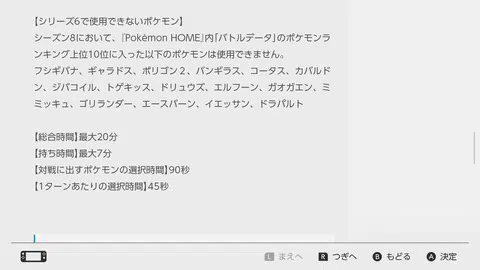 【シリーズ6で使用できないポケモン】
シーズン8において、『Pokémon HOME』内「バトルデータ」のポケモンラ
ンキング上位10位に入った以下のポケモンは使用できません。
フシギバナ、ギャラドス、ポリゴン2、バンギラス、コータス、カバルド
ン、ジバコイル、トゲキッス、ドリュウズ、エルフーン、ガオガエン、ミ
ミッキュ、ゴリランダー、エースバーン、イエッサン、ドラパルト
【総合時間】最大20分
【持ち時間】最大7分
【対戦に出すポケモンの選択時間】90秒
【1ターンあたりの選択時間】45秒
L まえへ R つぎへ B もどる A 決定